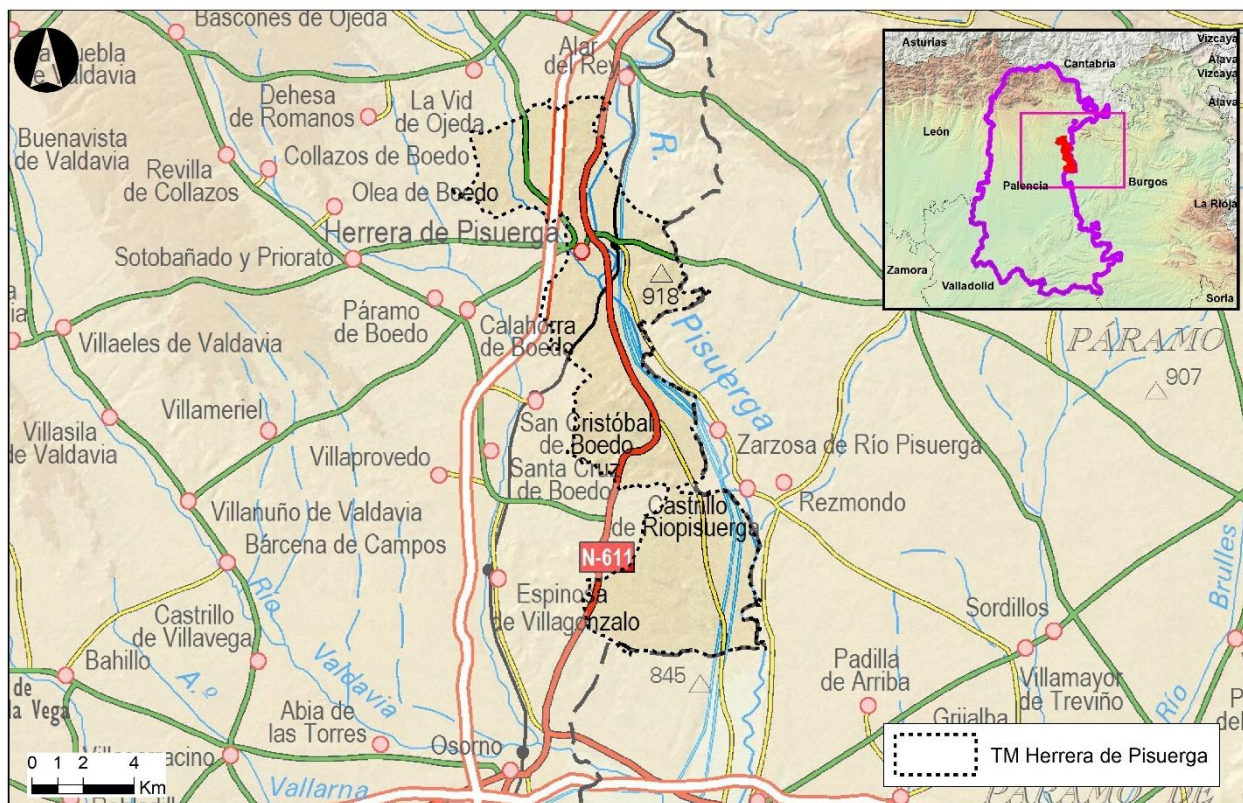 Bascones de Ojeda
Alar
del Rey
Puebla
de Valdavia
Dehesa
de Romanos
La Vid
de Ojeda
Buenavista
de Valdavia
Collazos de Boedo
Revilla
de Collazos
Olea de Boedo
R.
Herrera de Pisuerga
Sotobañado y Priorato
918
Pisuerga
Páramo
de Boedo
Calahorra
de Boedo
Villaeles de Valdavia
PÁRAMO
907
Villameriel
San Cristóbal
de Boedo
Villasila
de Valdavia
Villaprovedo
Zarzosa de Río Pisuerga
Santa Cruz
de Boedo
Rezmondo
Villanuño de Valdavia
Castrillo
de Riopisuerga
Bárcena de Campos
N-611
Río
Valdavia
Espinosa
de Villagonzalo
Castrillo
de Villavega
Sordillos
Río
Brulles
Bahillo
845
Padilla
de Arriba
Villamayor
de Treviño
de
la Vega
A.º
Abia de
las Torres
Grijalba
Osorno
Vallarna
0 1 2 4
Km
TM Herrera de Pisuerga
PÁRAMO DE
Asturias
Cantabria
Vizcaya
Álava
Vizcaya
Álava
León
Palencia
Burgos
La Rioja
Zamora
Valladolid
Soria